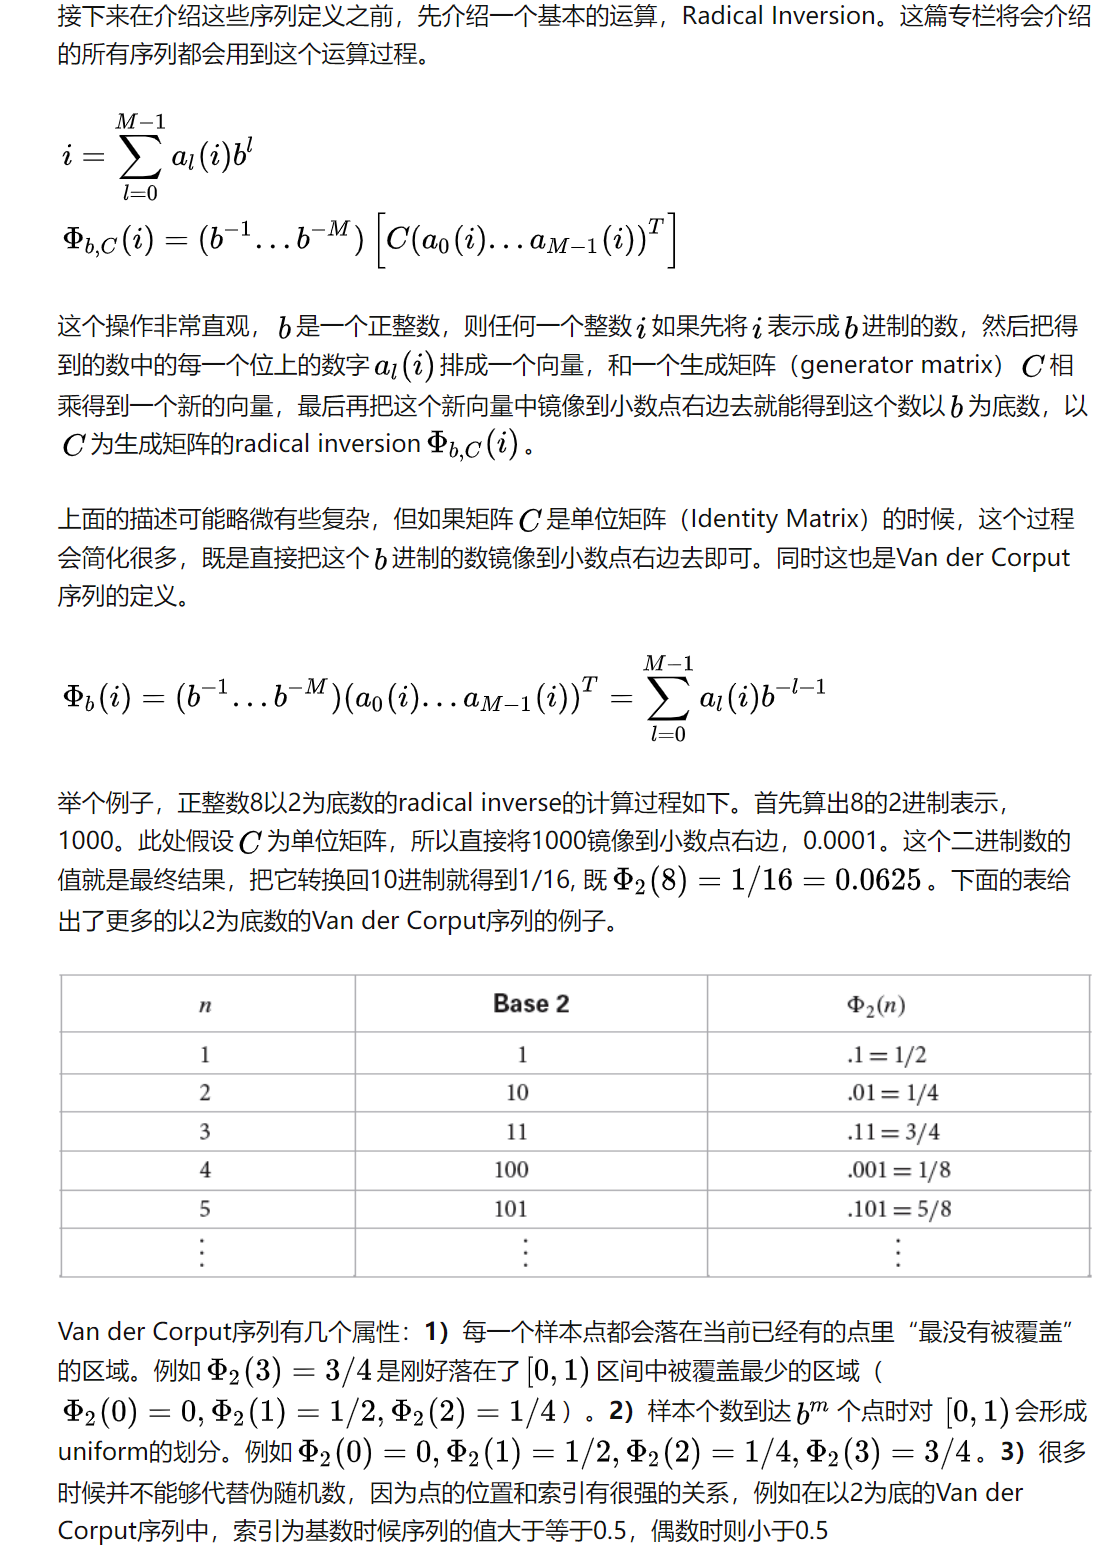 接下来在介绍这些序列定义之前，先介绍一个基本的运算，Radical Inversion。这篇专栏将会介绍
的所有序列都会用到这个运算过程。
$i = \sum_{l=0}^{M-1} a_l(i) b^l$
$\Phi_{b,C}(i) = (b^{-1} \ldots b^{-M}) \left[ C(a_0(i) \ldots a_{M-1}(i))^T \right]$
这个操作非常直观，$b$是一个正整数，则任何一个整数$i$如果先将$i$表示成$b$进制的数，然后把得
到的数中的每一个位上的数字$a_l(i)$排成一个向量，和一个生成矩阵（generator matrix）$C$相
乘得到一个新的向量，最后再把这个新向量中镜像到小数点右边去就能得到这个数以$b$为底数，以
$C$为生成矩阵的radical inversion $\Phi_{b,C}(i)$。
上面的描述可能略微有些复杂，但如果矩阵$C$是单位矩阵（Identity Matrix）的时候，这个过程
会简化很多，既是直接把这个$b$进制的数镜像到小数点右边去即可。同时这也是Van der Corput
序列的定义。
$\Phi_b(i) = (b^{-1} \ldots b^{-M})(a_0(i) \ldots a_{M-1}(i))^T = \sum_{l=0}^{M-1} a_l(i) b^{-l-1}$
举个例子，正整数8以2为底数的radical inverse的计算过程如下。首先算出8的2进制表示，
1000。此处假设$C$为单位矩阵，所以直接将1000镜像到小数点右边，0.0001。这个二进制数的
值就是最终结果，把它转换回10进制就得到1/16, 既$\Phi_2(8) = 1/16 = 0.0625$。下面的表给
出了更多的以2为底数的Van der Corput序列的例子。
n Base 2 $\Phi_2(n)$
1 1 .1 = 1/2
2 10 .01 = 1/4
3 11 .11 = 3/4
4 100 .001 = 1/8
5 101 .101 = 5/8
⋮ ⋮ ⋮
Van der Corput序列有几个属性：1）每一个样本点都会落在当前已经有的点里“最没有被覆盖”
的区域。例如$\Phi_2(3) = 3/4$是刚好落在了$[0, 1)$区间中被覆盖最少的区域（
$\Phi_2(0) = 0, \Phi_2(1) = 1/2, \Phi_2(2) = 1/4$）。2）样本个数到达$b^m$个点时对 $[0, 1)$会形成
uniform的划分。例如$\Phi_2(0) = 0, \Phi_2(1) = 1/2, \Phi_2(2) = 1/4, \Phi_2(3) = 3/4$。3）很多
时候并不能够代替伪随机数，因为点的位置和索引有很强的关系，例如在以2为底的Van der
Corput序列中，索引为基数时候序列的值大于等于0.5，偶数时则小于0.5